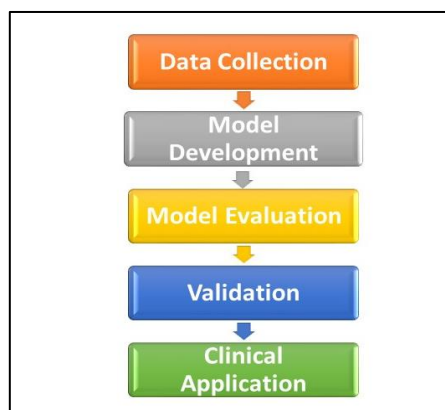 Data Collection
Model
Development
Model Evaluation
Validation
Clinical
Application